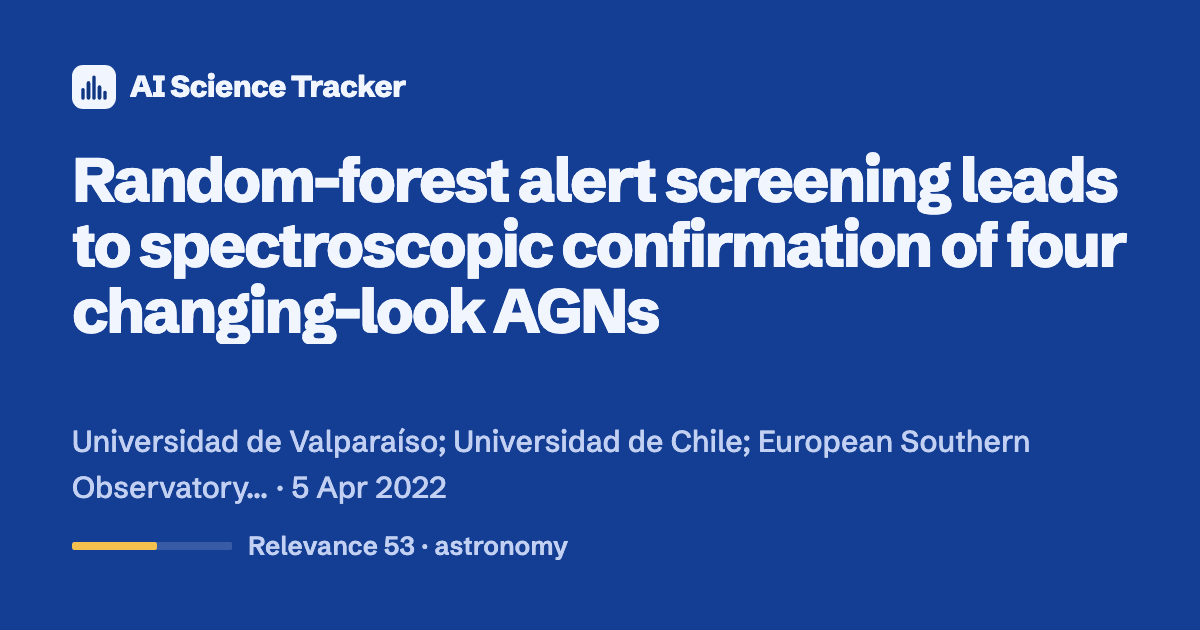 AI Science Tracker
Random-forest alert screening leads
to spectroscopic confirmation of four
changing-look AGNs
Universidad de Valparaíso; Universidad de Chile; European Southern
Observatory... · 5 Apr 2022
Relevance 53 · astronomy